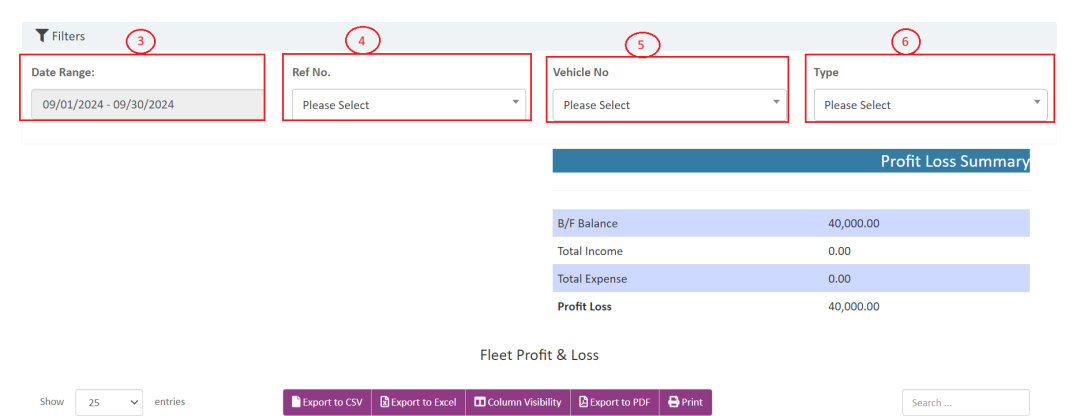 Filters
3
4
5
6
Date Range:
Ref No.
Vehicle No
Type
09/01/2024 - 09/30/2024
Please Select
Please Select
Please Select
Profit Loss Summary
B/F Balance 40,000.00
Total Income 0.00
Total Expense 0.00
Profit Loss 40,000.00
Fleet Profit & Loss
Show 25 entries
Export to CSV
Export to Excel
Column Visibility
Export to PDF
Print
Search ...